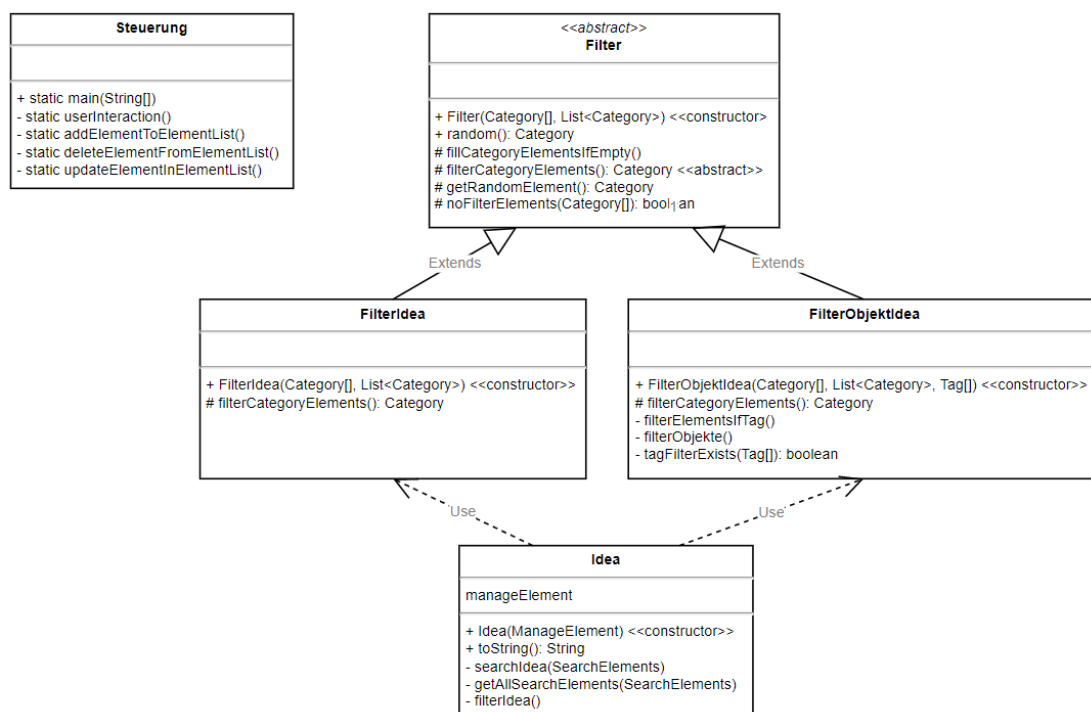 Steuerung
+ static main(String[])
- static userInteraction()
- static addElementToElementList()
- static deleteElementFromElementList()
- static updateElementInElementList()
<<abstract>>
Filter
+ Filter(Category[], List<Category>) <<constructor>
+ random(): Category
# fillCategoryElementsIfEmpty()
# filterCategoryElements(): Category <<abstract>>
# getRandomElement(): Category
# noFilterElements(Category[]): bool1an
Extends
Extends
FilterIdea
+ FilterIdea(Category[], List<Category>) <<constructor>>
# filterCategoryElements(): Category
FilterObjektIdea
+ FilterObjektIdea(Category[], List<Category>, Tag[]) <<constructor>>
# filterCategoryElements(): Category
- filterElementsIfTag()
- filterObjekte()
- tagFilterExists(Tag[]): boolean
Use
Use
Idea
manageElement
+ Idea(ManageElement) <<constructor>>
+ toString(): String
- searchIdea(SearchElements)
- getAllSearchElements(SearchElements)
- filterIdea()